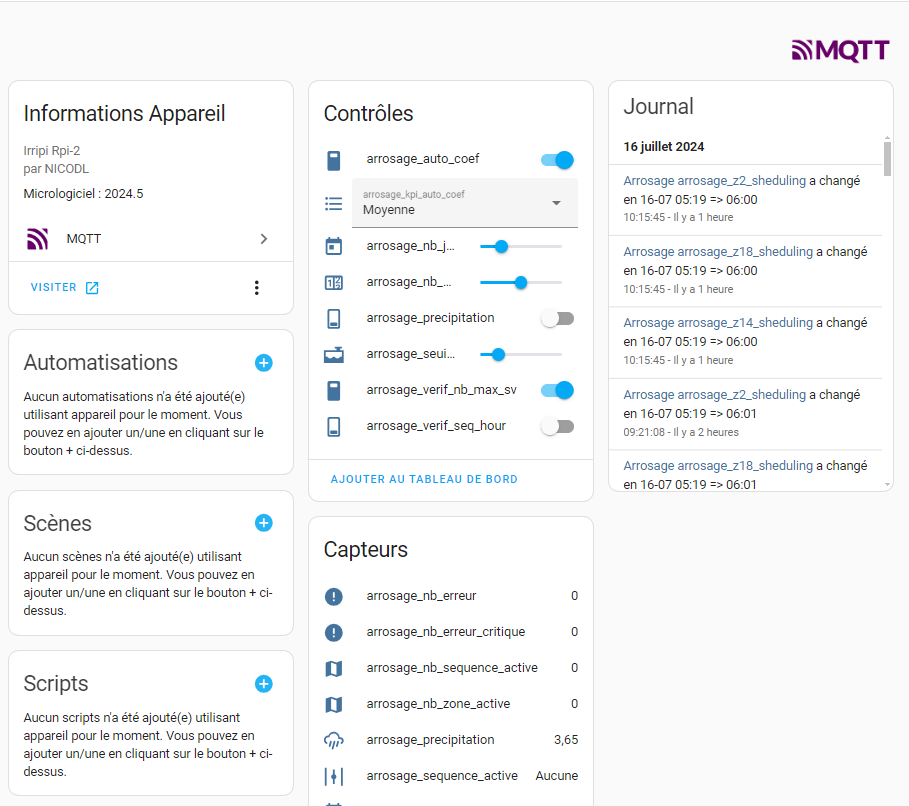 MQTT
Informations Appareil
Irripi Rpi-2
par NICODL
Micrologiciel : 2024.5
MQTT
VISITER
Automatisations
Aucun automatisations n'a été ajouté(e)
utilisant appareil pour le moment. Vous
pouvez en ajouter un/une en cliquant sur le
bouton + ci-dessus.
Scènes
Aucun scènes n'a été ajouté(e) utilisant
appareil pour le moment. Vous pouvez en
ajouter un/une en cliquant sur le bouton + ci-
dessus.
Scripts
Aucun scripts n'a été ajouté(e) utilisant
appareil pour le moment. Vous pouvez en
ajouter un/une en cliquant sur le bouton + ci-
dessus.
Contrôles
arrosage_auto_coef
arrosage_kpi_auto_coef
Moyenne
arrosage_nb_j...
arrosage_nb_...
arrosage_precipitation
arrosage_seui...
arrosage_verif_nb_max_sv
arrosage_verif_seq_hour
AJOUTER AU TABLEAU DE BORD
Capteurs
arrosage_nb_erreur 0
arrosage_nb_erreur_critique 0
arrosage_nb_sequence_active 0
arrosage_nb_zone_active 0
arrosage_precipitation 3,65
arrosage_sequence_active Aucune
Journal
16 juillet 2024
Arrosage arrosage_z2_sheduling a changé
en 16-07 05:19 => 06:00
10:15:45 - Il y a 1 heure
Arrosage arrosage_z18_sheduling a changé
en 16-07 05:19 => 06:00
10:15:45 - Il y a 1 heure
Arrosage arrosage_z14_sheduling a changé
en 16-07 05:19 => 06:00
10:15:45 - Il y a 1 heure
Arrosage arrosage_z2_sheduling a changé
en 16-07 05:19 => 06:01
09:21:08 - Il y a 2 heures
Arrosage arrosage_z18_sheduling a changé
en 16-07 05:19 => 06:01